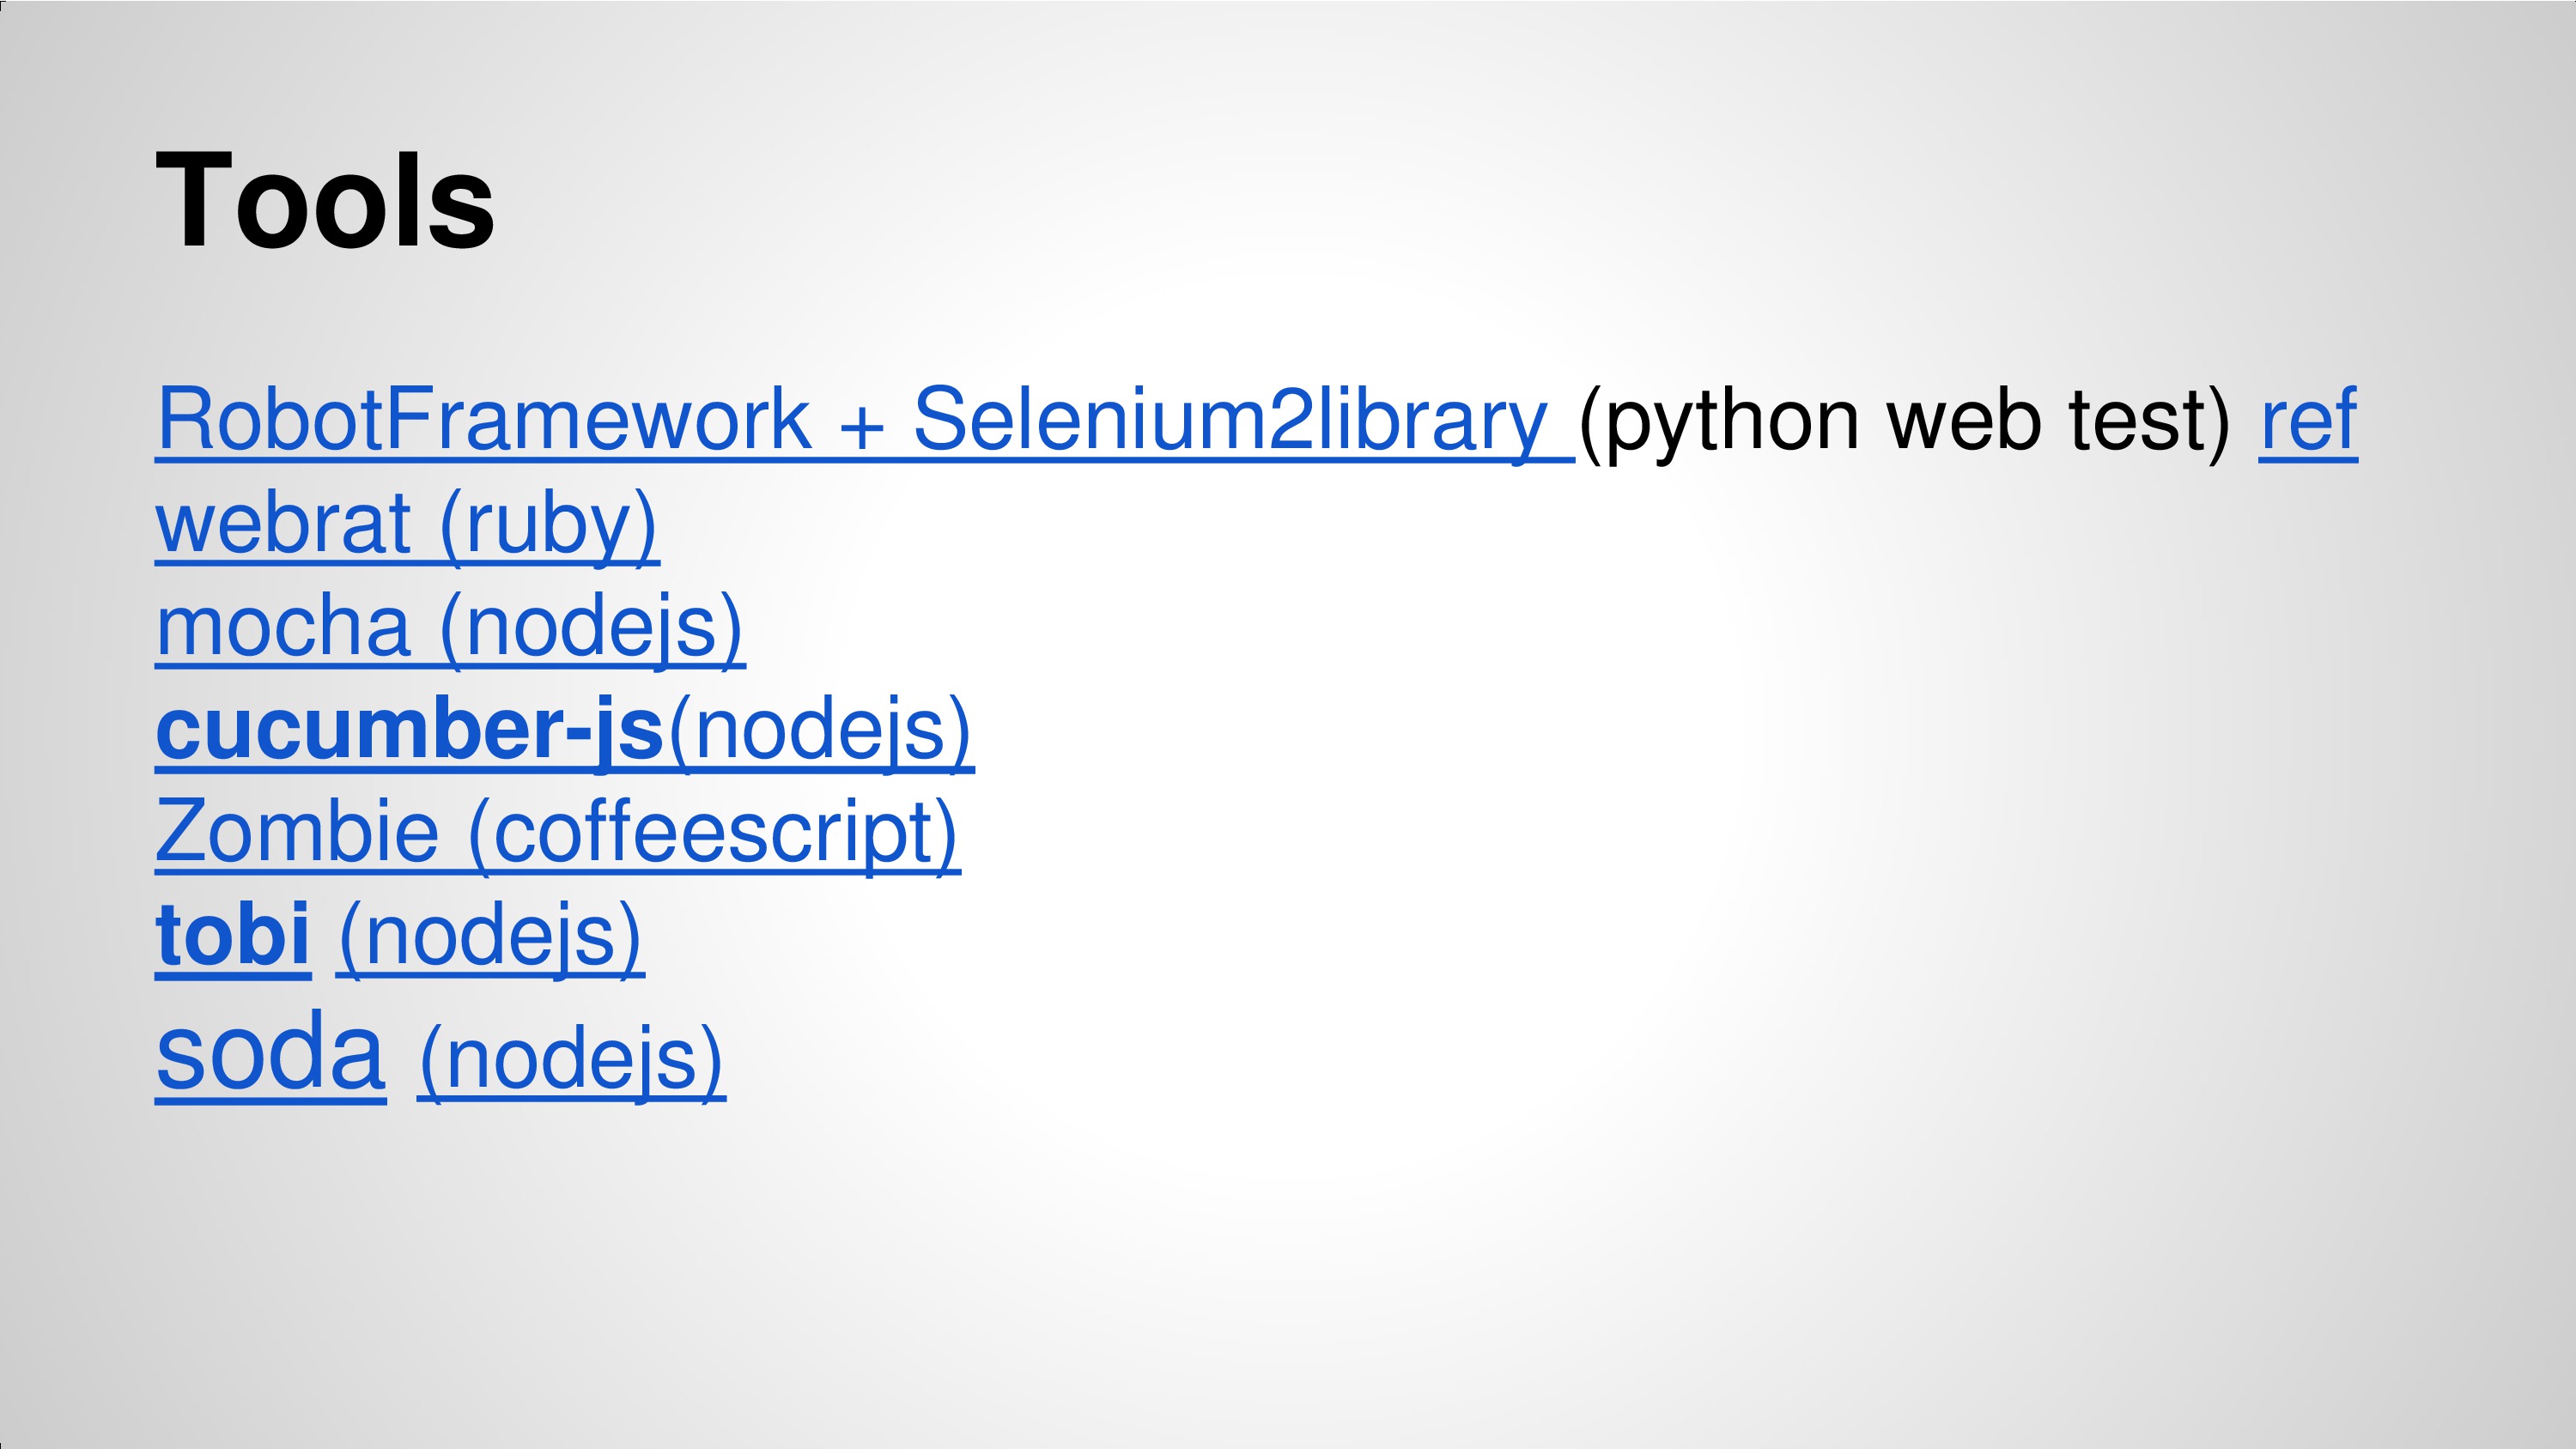 Tools
RobotFramework + Selenium2library (python web test) ref
webrat (ruby)
mocha (nodejs)
cucumber-js(nodejs)
Zombie (coffeescript)
tobi (nodejs)
soda (nodejs)